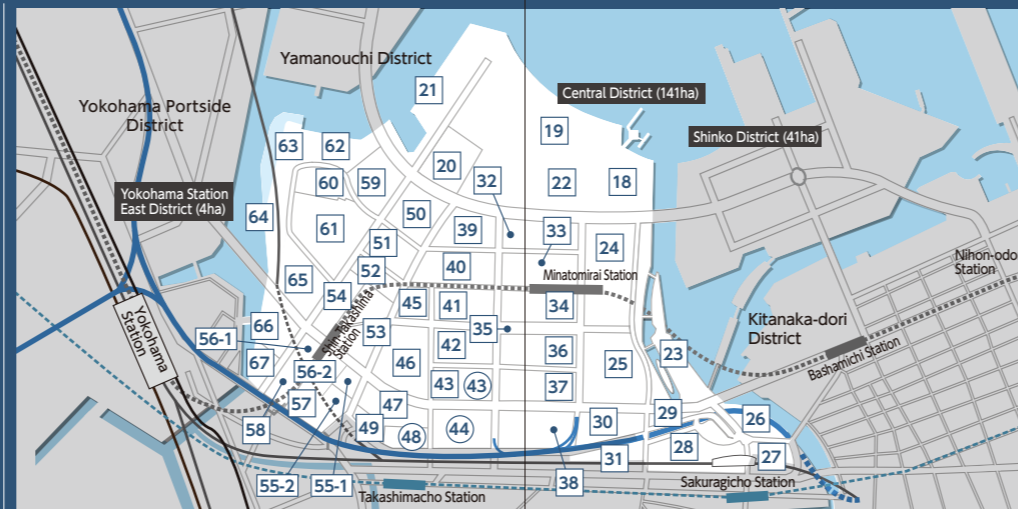 Yamanouchi District
Yokohama Portside
District
21
Central District (141ha)
19
Shinko District (41ha)
63
62
20
32
60
59
22
18
Yokohama Station
East District (4ha)
64
50
61
39
33
51
24
40
52
Minatomirai Station
Nihon-odo
Station
65
54
45
41
34
Shin-Takashima
Station
66
53
35
Kitanaka-dori
District
56-1
42
36
23
Yokohama
Station
67
46
25
Bashamichi Station
56-2
43
43
37
57
47
29
26
58
49
48
44
30
28
31
27
55-2
55-1
38
Takashimacho Station
Sakuragicho Station